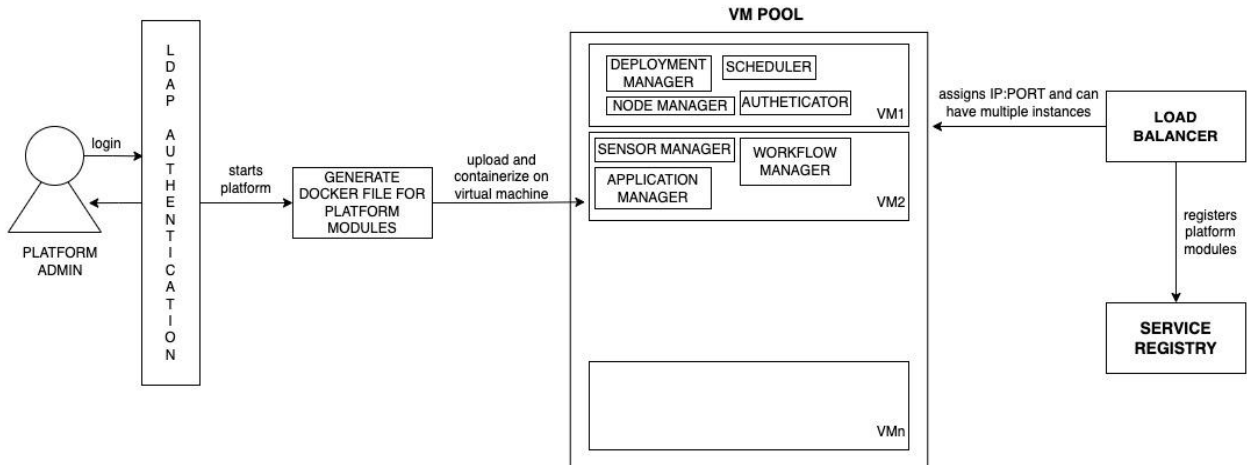 VM POOL
LDAP AUTHENTICATION
login
PLATFORM
ADMIN
starts
platform
GENERATE
DOCKER FILE FOR
PLATFORM
MODULES
upload and
containerize on
virtual machine
DEPLOYMENT
MANAGER
SCHEDULER
NODE MANAGER
AUTHETICATOR
VM1
SENSOR MANAGER
WORKFLOW
MANAGER
APPLICATION
MANAGER
VM2
VMn
assigns IP:PORT and can
have multiple instances
LOAD
BALANCER
registers
platform
modules
SERVICE
REGISTRY